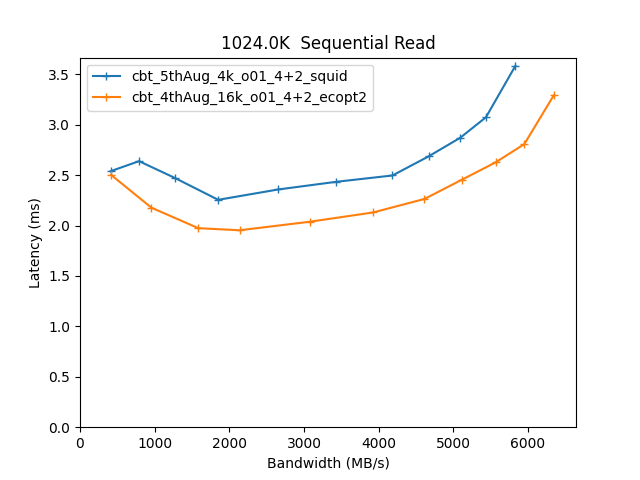 1024.0K  Sequential Read
cbt_5thAug_4k_o01_4+2_squid
cbt_4thAug_16k_o01_4+2_ecopt2
3.5
3.0
2.5
2.0
1.5
1.0
0.5
0.0
Latency (ms)
0 1000 2000 3000 4000 5000 6000
Bandwidth (MB/s)